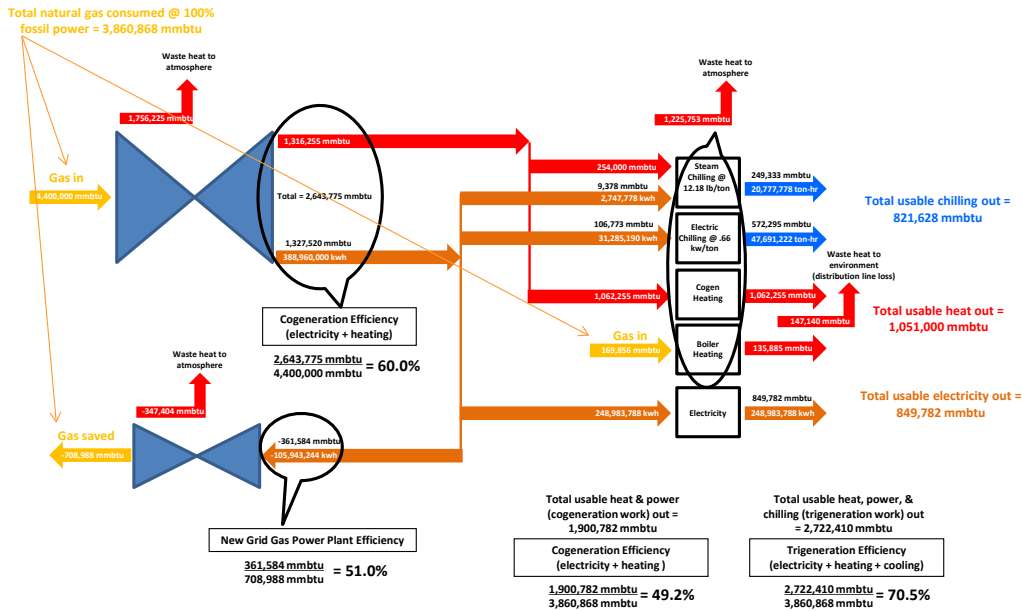 Total natural gas consumed @ 100%
fossil power = 3,860,868 mmbtu
Waste heat to
atmosphere
1,756,225 mmbtu
Gas in
4,400,000 mmbtu
1,316,255 mmbtu
Total = 2,643,775 mmbtu
1,327,520 mmbtu
388,960,000 kwh
Cogeneration Efficiency
(electricity + heating)
2,643,775 mmbtu
4,400,000 mmbtu
= 60.0%
Waste heat to
atmosphere
-347,404 mmbtu
Gas saved
-708,988 mmbtu
-361,584 mmbtu
-105,943,244 kwh
New Grid Gas Power Plant Efficiency
361,584 mmbtu
708,988 mmbtu
= 51.0%
Waste heat to
atmosphere
1,225,753 mmbtu
254,000 mmbtu
9,378 mmbtu
2,747,778 kwh
Steam
Chilling @
12.18 lb/ton
249,333 mmbtu
20,777,778 ton-hr
106,773 mmbtu
31,285,190 kwh
Electric
Chilling @ .66
kw/ton
572,295 mmbtu
47,691,222 ton-hr
Total usable chilling out =
821,628 mmbtu
1,062,255 mmbtu
Cogen
Heating
1,062,255 mmbtu
Waste heat to
environment
(distribution line loss)
147,140 mmbtu
Total usable heat out =
1,051,000 mmbtu
Gas in
169,856 mmbtu
Boiler
Heating
135,885 mmbtu
248,983,788 kwh
Electricity
849,782 mmbtu
248,983,788 kwh
Total usable electricity out =
849,782 mmbtu
Total usable heat & power
(cogeneration work) out =
1,900,782 mmbtu
Cogeneration Efficiency
(electricity + heating )
1,900,782 mmbtu
3,860,868 mmbtu
= 49.2%
Total usable heat, power, &
chilling (trigeneration work) out
= 2,722,410 mmbtu
Trigeneration Efficiency
(electricity + heating + cooling)
2,722,410 mmbtu
3,860,868 mmbtu
= 70.5%